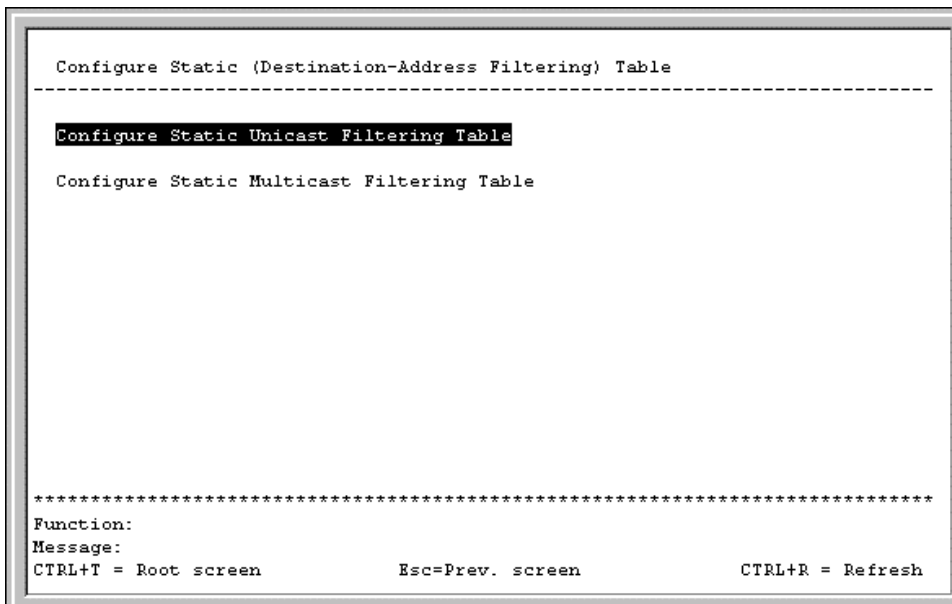 Configure Static (Destination-Address Filtering) Table
-------------------------------------------------------------------------------
Configure Static Unicast Filtering Table
Configure Static Multicast Filtering Table
*******************************************************************************
Function:
Message:
CTRL+T = Root screen Esc=Prev. screen CTRL+R = Refresh